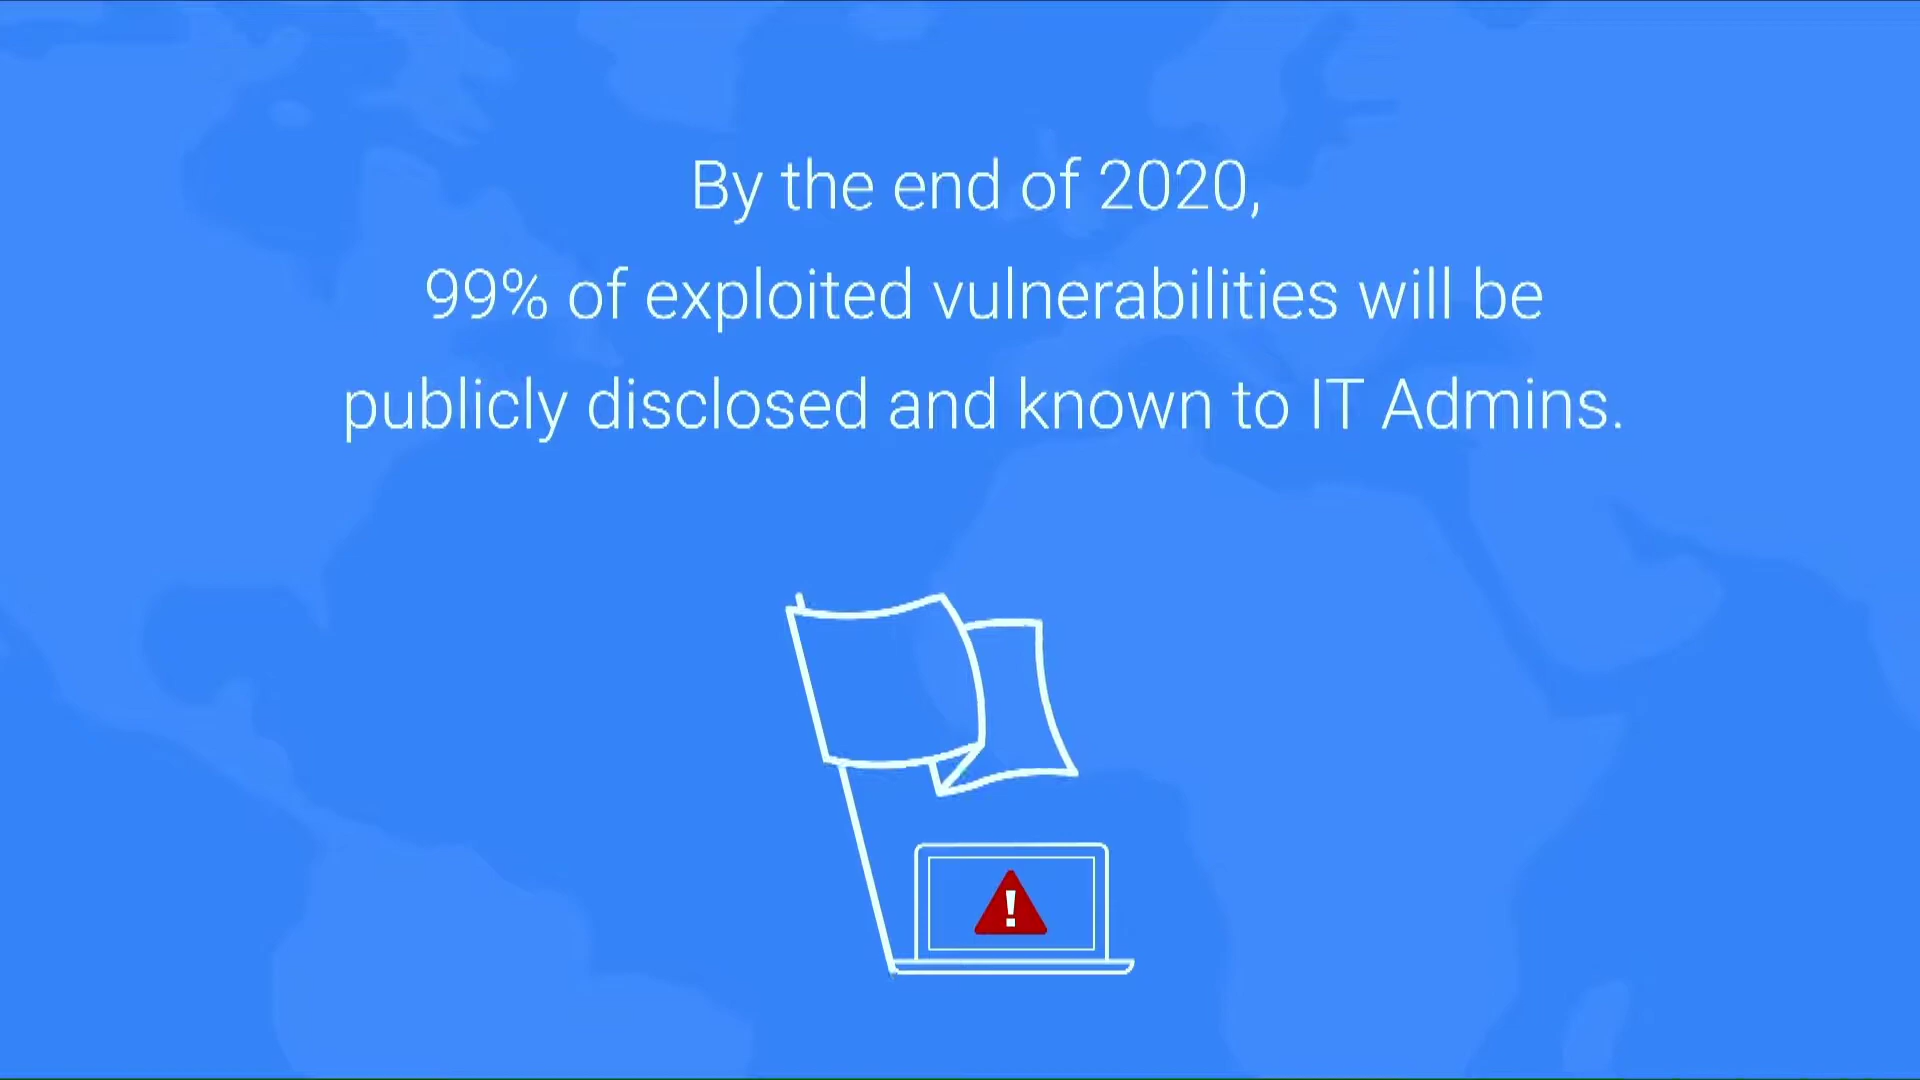 By the end of 2020,
99% of exploited vulnerabilities will be
publicly disclosed and known to IT Admins.
!